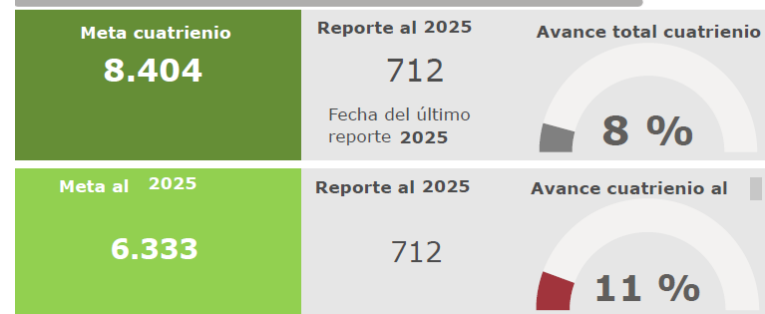 Meta cuatrienio
8.404
Reporte al 2025
712
Fecha del último
reporte 2025
Avance total cuatrienio
8 %
Meta al 2025
6.333
Reporte al 2025
712
Avance cuatrienio al
11 %